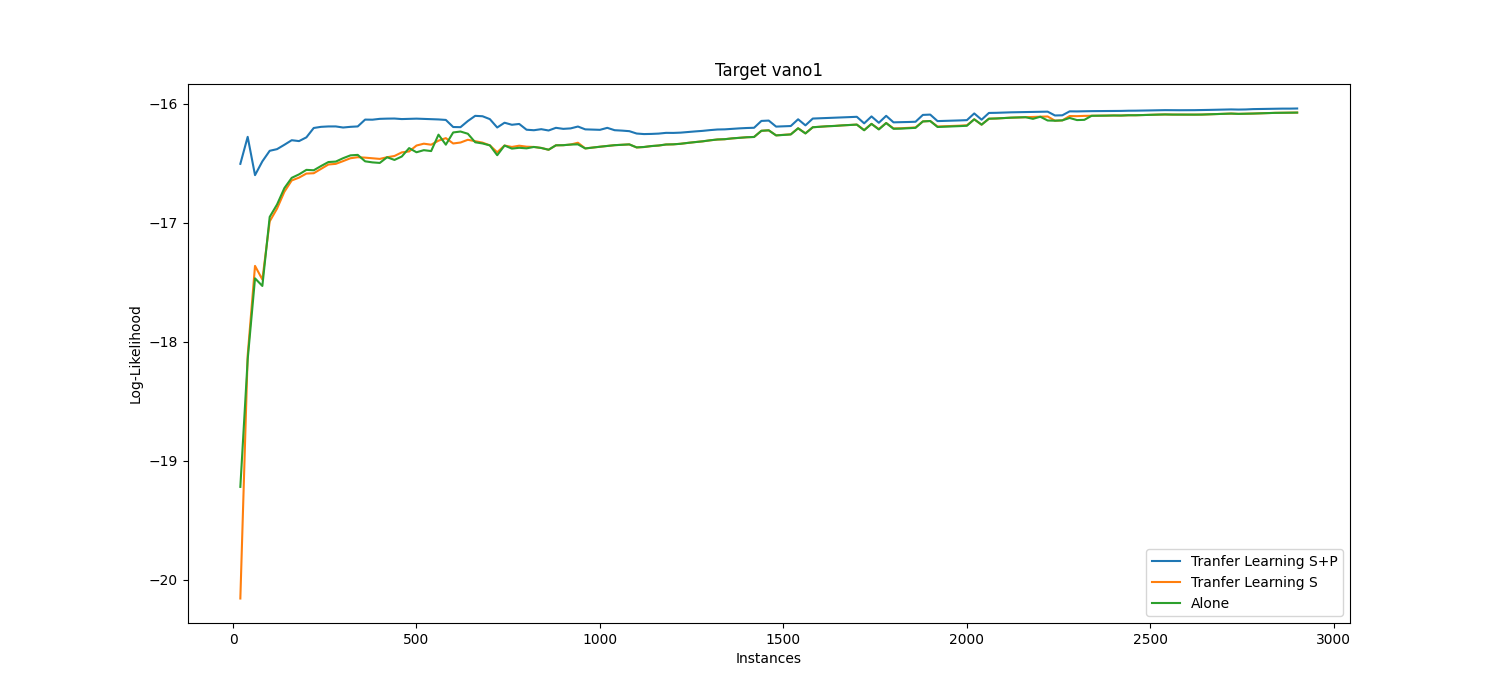 Target vano1
Log-Likelihood
−16
−17
−18
−19
−20
0
500
1000
1500
2000
2500
3000
Instances
Tranfer Learning S+P
Tranfer Learning S
Alone